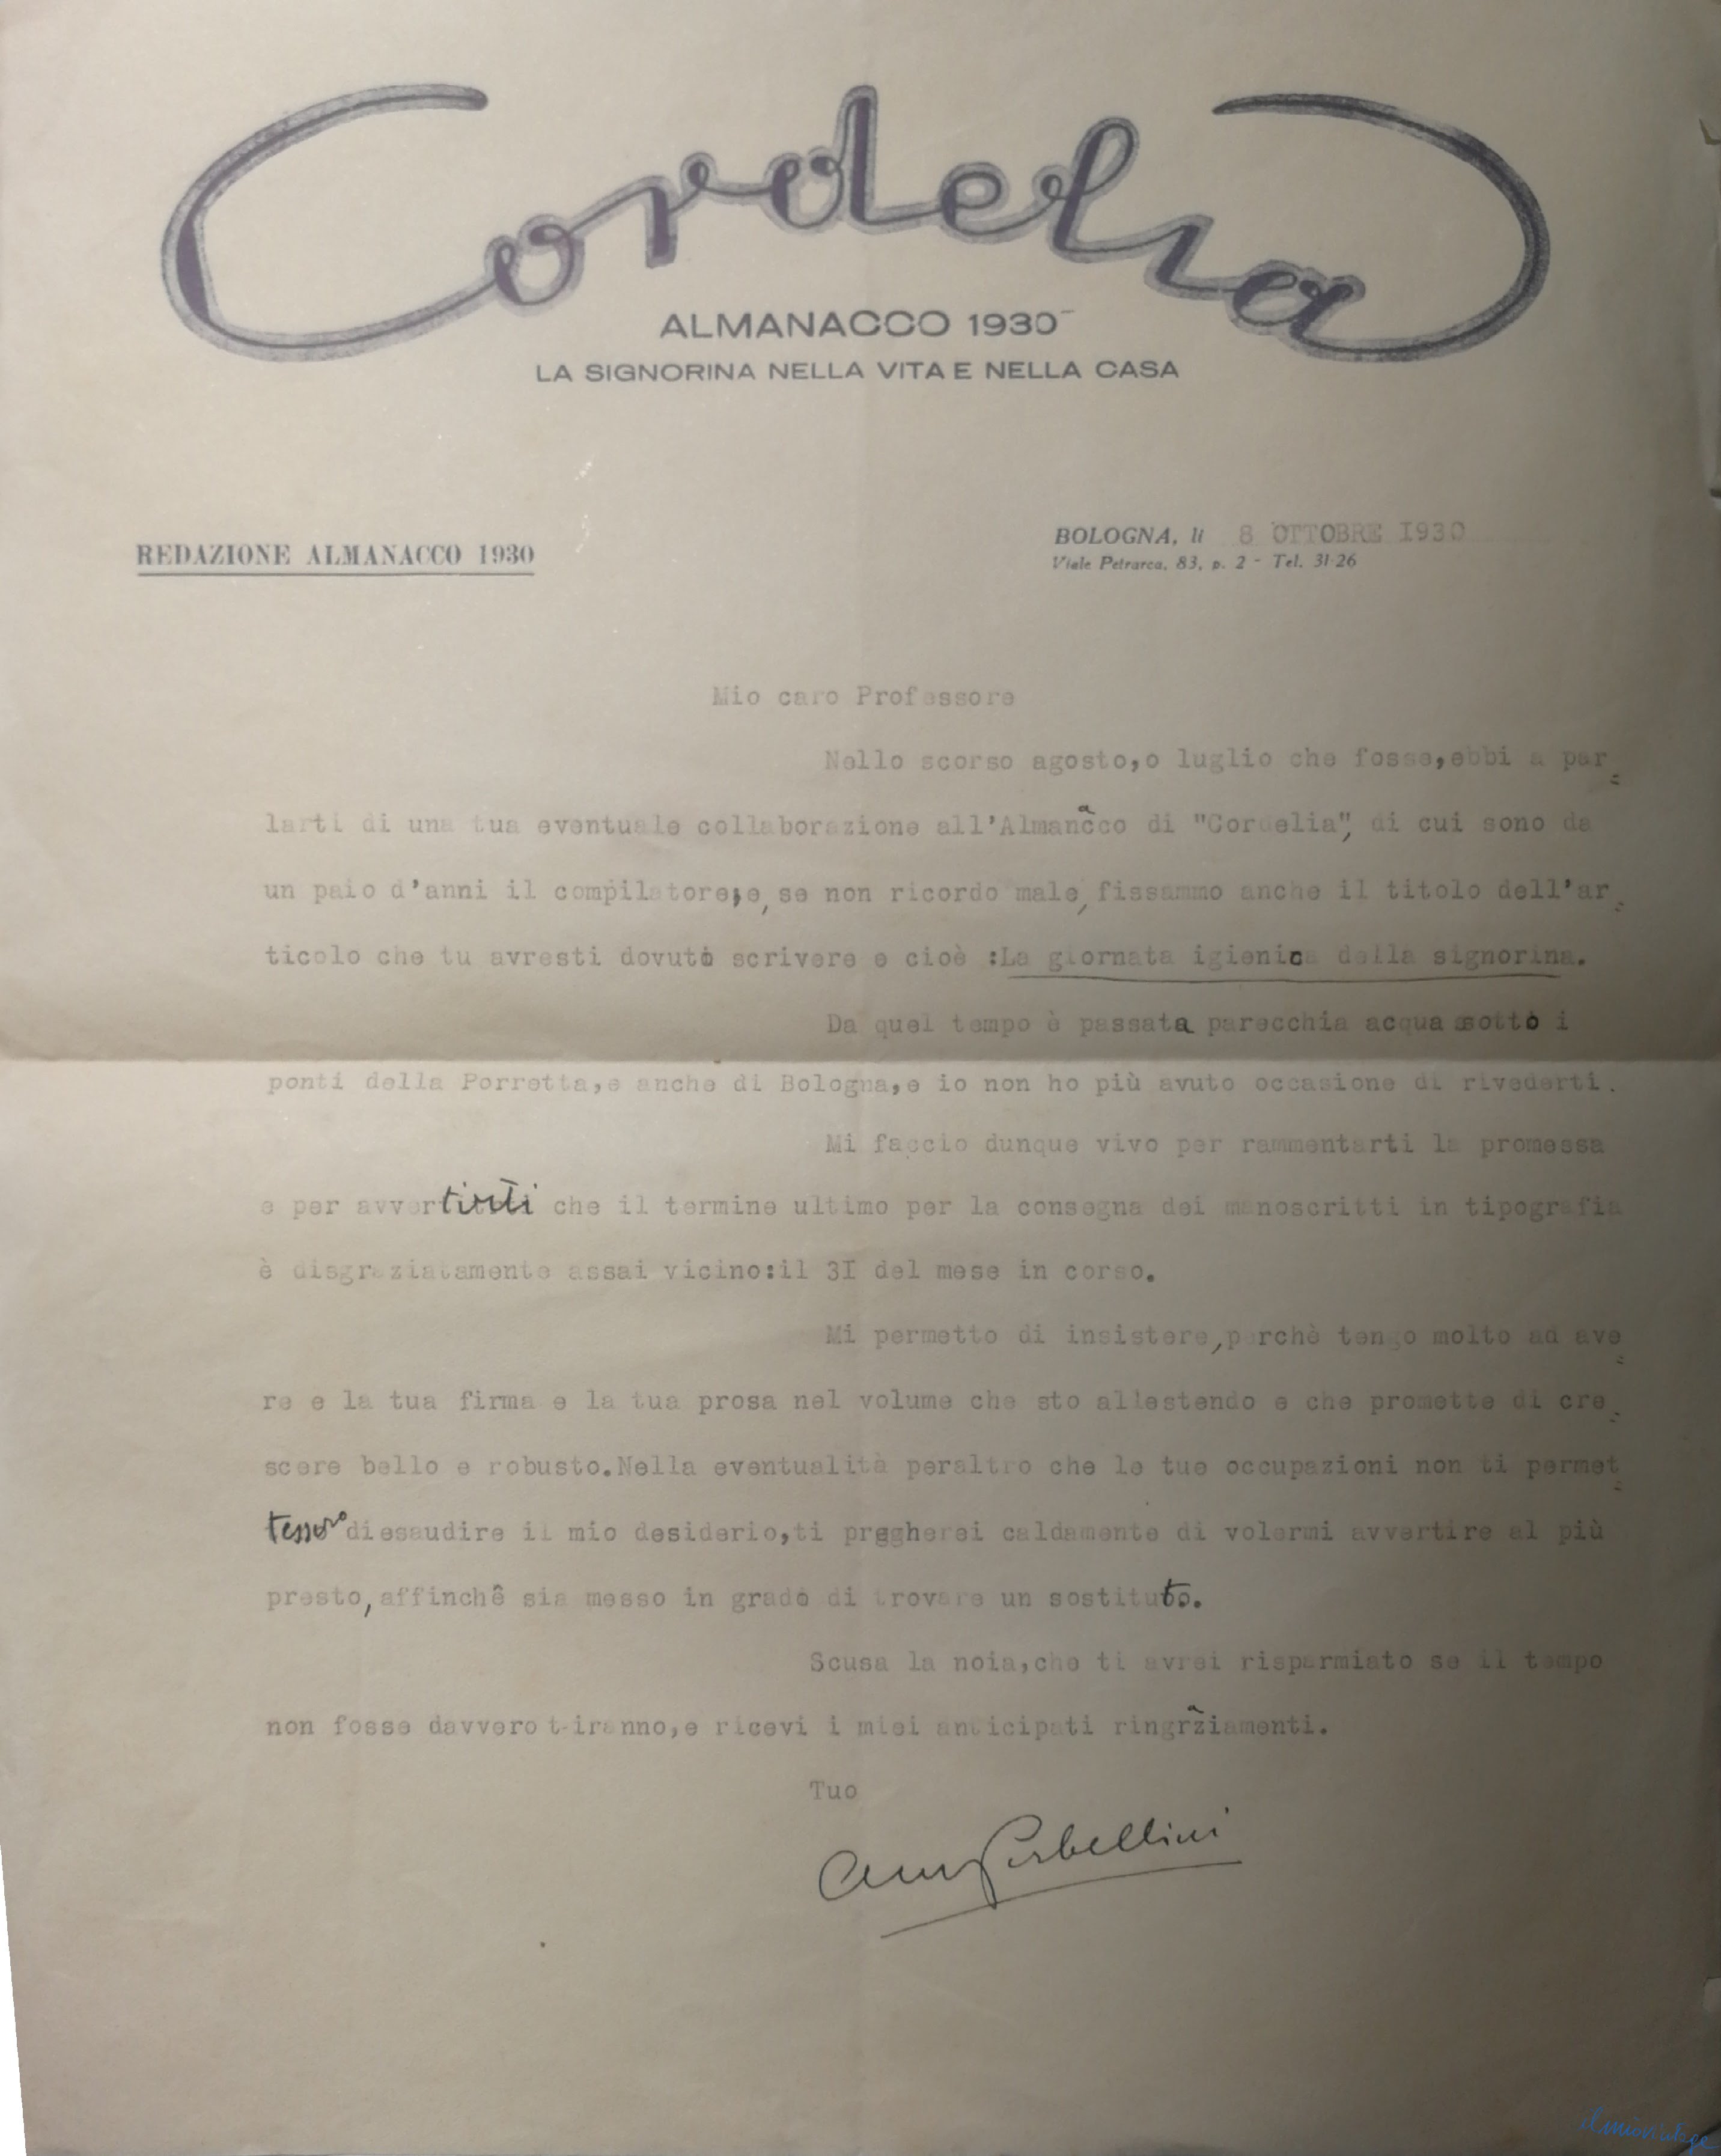 Cordelia
ALMANACCO 1930
LA SIGNORINA NELLA VITA E NELLA CASA
REDAZIONE ALMANACCO 1930
BOLOGNA, li 8 OTTOBRE I930
Viale Petrarca, 83, p. 2 - Tel. 31-26
Mio caro Professore
Nello scorso agosto,o luglio che fosse,ebbi a par=
larti di una tua eventuale collaborazione all'Almanacco di "Cordelia", di cui sono da
un paio d'anni il compilatore;e, se non ricordo male, fissammo anche il titolo dell'ar=
ticolo che tu avresti dovuto scrivere e cioè :La giornata igienica della signorina.
Da quel tempo è passata parecchia acqua sotto i
ponti della Porretta,e anche di Bologna,e io non ho più avuto occasione di rivederti.
Mi faccio dunque vivo per rammentarti la promessa
e per avvertirti che il termine ultimo per la consegna dei manoscritti in tipografia
è disgraziatamente assai vicino:il 3I del mese in corso.
Mi permetto di insistere,perchè tengo molto ad ave=
re e la tua firma e la tua prosa nel volume che sto allestendo e che promette di cre=
scere bello e robusto.Nella eventualità peraltro che le tue occupazioni non ti permet=
tessero di esaudire il mio desiderio,ti pregherei caldamente di volermi avvertire al più
presto,affinchê sia messo in grado di trovare un sostituto.
Scusa la noia,che ti avrei risparmiato se il tempo
non fosse davvero t-iranno,e ricevi i miei anticipati ringraziamenti.
Tuo